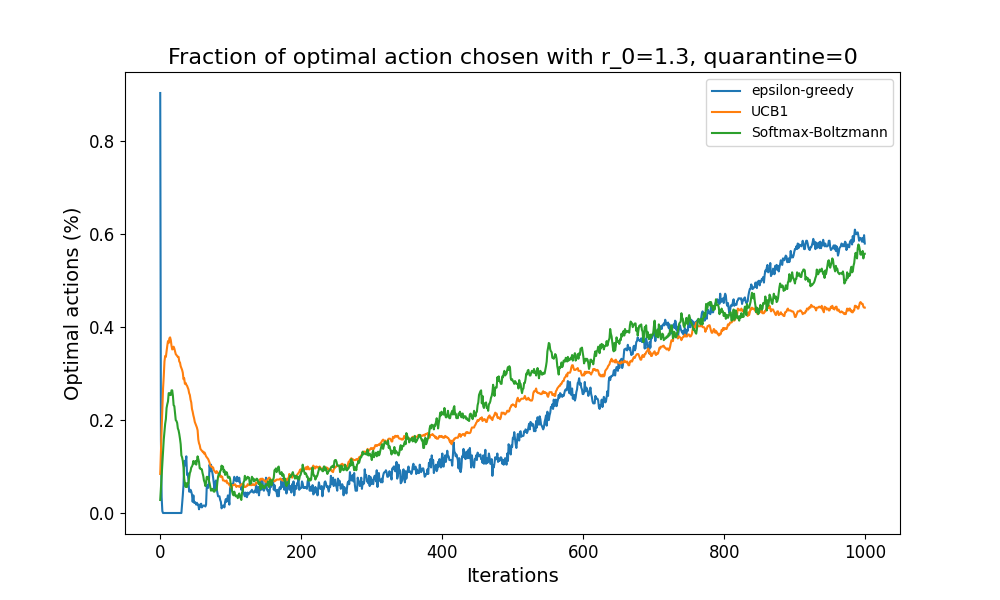 Fraction of optimal action chosen with r_0=1.3, quarantine=0
epsilon-greedy
UCB1
Softmax-Boltzmann
Optimal actions (%)
0.8
0.6
0.4
0.2
0.0
0 200 400 600 800 1000
Iterations